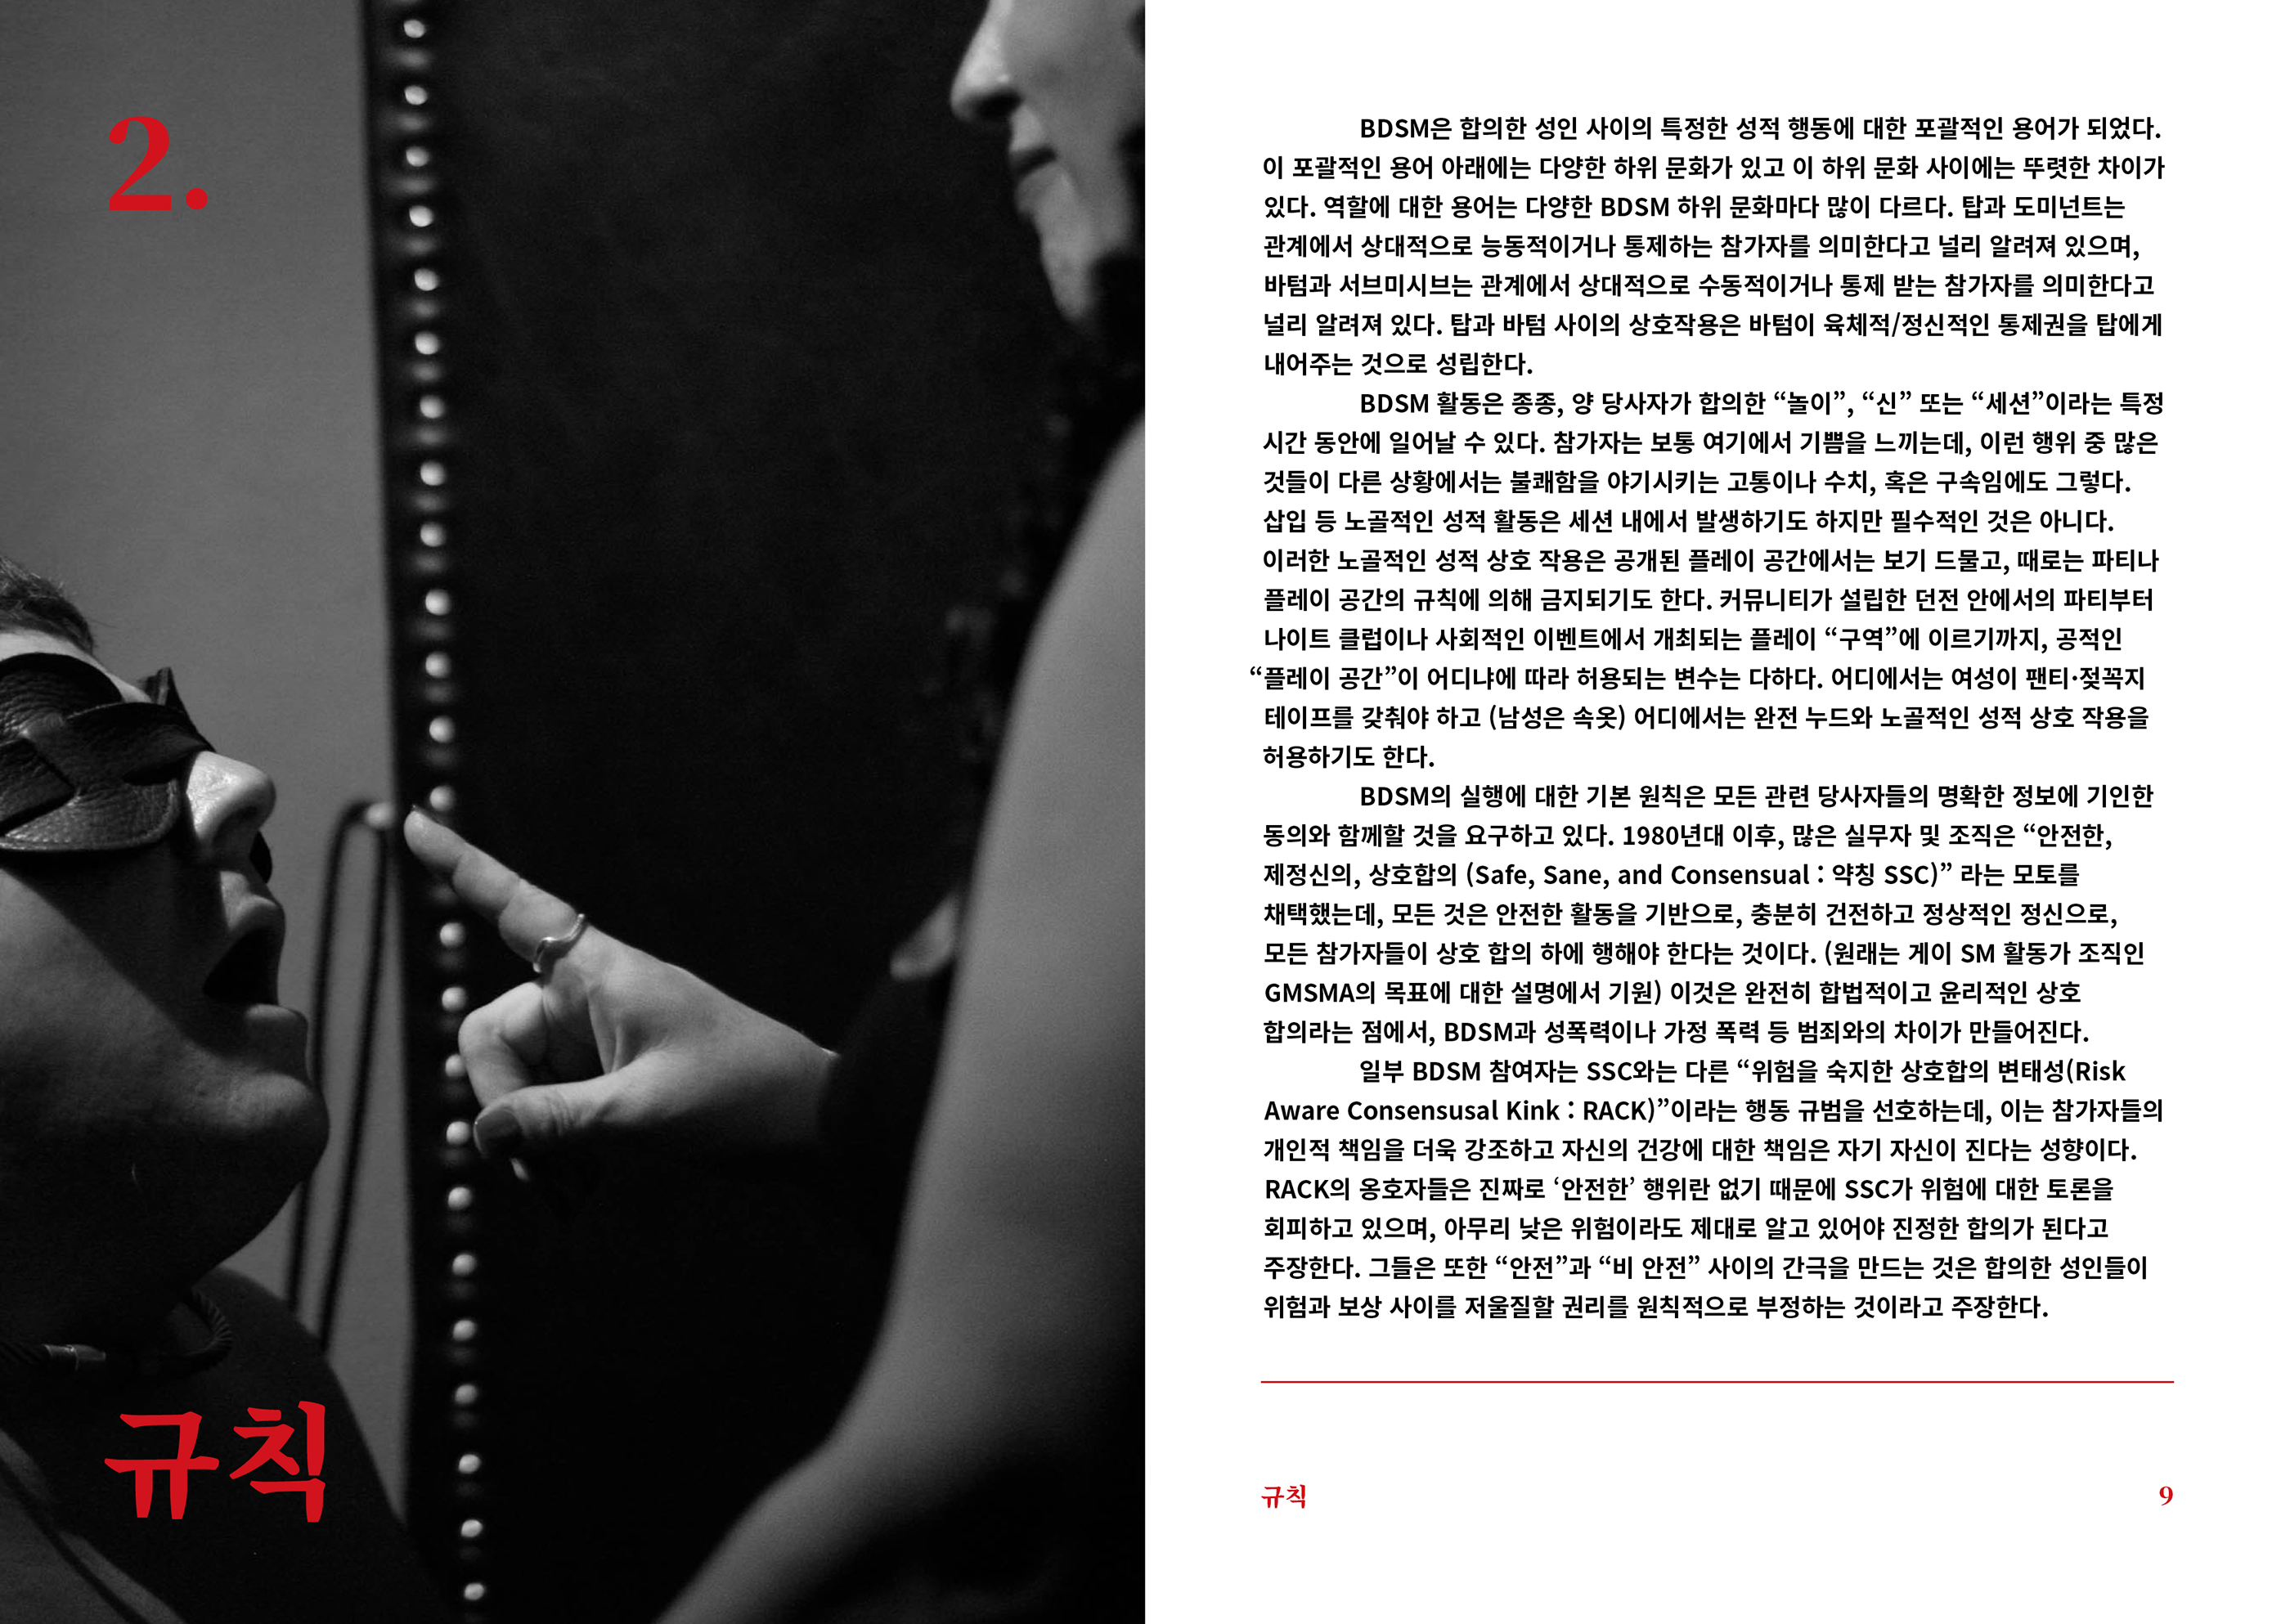 2.
규칙
BDSM은 합의한 성인 사이의 특정한 성적 행동에 대한 포괄적인 용어가 되었다.
이 포괄적인 용어 아래에는 다양한 하위 문화가 있고 이 하위 문화 사이에는 뚜렷한 차이가
있다. 역할에 대한 용어는 다양한 BDSM 하위 문화마다 많이 다르다. 탑과 도미넌트는
관계에서 상대적으로 능동적이거나 통제하는 참가자를 의미한다고 널리 알려져 있으며,
바텀과 서브미시브는 관계에서 상대적으로 수동적이거나 통제 받는 참가자를 의미한다고
널리 알려져 있다. 탑과 바텀 사이의 상호작용은 바텀이 육체적/정신적인 통제권을 탑에게
내어주는 것으로 성립한다.
BDSM 활동은 종종, 양 당사자가 합의한 “놀이”, “신” 또는 “세션”이라는 특정
시간 동안에 일어날 수 있다. 참가자는 보통 여기에서 기쁨을 느끼는데, 이런 행위 중 많은
것들이 다른 상황에서는 불쾌함을 야기시키는 고통이나 수치, 혹은 구속임에도 그렇다.
삽입 등 노골적인 성적 활동은 세션 내에서 발생하기도 하지만 필수적인 것은 아니다.
이러한 노골적인 성적 상호 작용은 공개된 플레이 공간에서는 보기 드물고, 때로는 파티나
플레이 공간의 규칙에 의해 금지되기도 한다. 커뮤니티가 설립한 던전 안에서의 파티부터
나이트 클럽이나 사회적인 이벤트에서 개최되는 플레이 “구역”에 이르기까지, 공적인
“플레이 공간”이 어디냐에 따라 허용되는 변수는 다하다. 어디에서는 여성이 팬티·젖꼭지
테이프를 갖춰야 하고 (남성은 속옷) 어디에서는 완전 누드와 노골적인 성적 상호 작용을
허용하기도 한다.
BDSM의 실행에 대한 기본 원칙은 모든 관련 당사자들의 명확한 정보에 기인한
동의와 함께할 것을 요구하고 있다. 1980년대 이후, 많은 실무자 및 조직은 “안전한,
제정신의, 상호합의 (Safe, Sane, and Consensual : 약칭 SSC)” 라는 모토를
채택했는데, 모든 것은 안전한 활동을 기반으로, 충분히 건전하고 정상적인 정신으로,
모든 참가자들이 상호 합의 하에 행해야 한다는 것이다. (원래는 게이 SM 활동가 조직인
GMSMA의 목표에 대한 설명에서 기원) 이것은 완전히 합법적이고 윤리적인 상호
합의라는 점에서, BDSM과 성폭력이나 가정 폭력 등 범죄와의 차이가 만들어진다.
일부 BDSM 참여자는 SSC와는 다른 “위험을 숙지한 상호합의 변태성(Risk
Aware Consensusal Kink : RACK)”이라는 행동 규범을 선호하는데, 이는 참가자들의
개인적 책임을 더욱 강조하고 자신의 건강에 대한 책임은 자기 자신이 진다는 성향이다.
RACK의 옹호자들은 진짜로 ‘안전한’ 행위란 없기 때문에 SSC가 위험에 대한 토론을
회피하고 있으며, 아무리 낮은 위험이라도 제대로 알고 있어야 진정한 합의가 된다고
주장한다. 그들은 또한 “안전”과 “비 안전” 사이의 간극을 만드는 것은 합의한 성인들이
위험과 보상 사이를 저울질할 권리를 원칙적으로 부정하는 것이라고 주장한다.
규칙
9